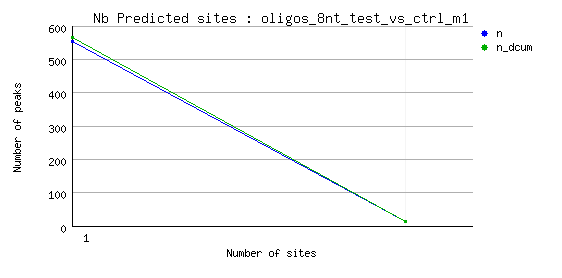 Nb Predicted sites : oligos_8nt_test_vs_ctrl_m1
n
n_dcum
Number of peaks
600
500
400
300
200
100
0
1
Number of sites